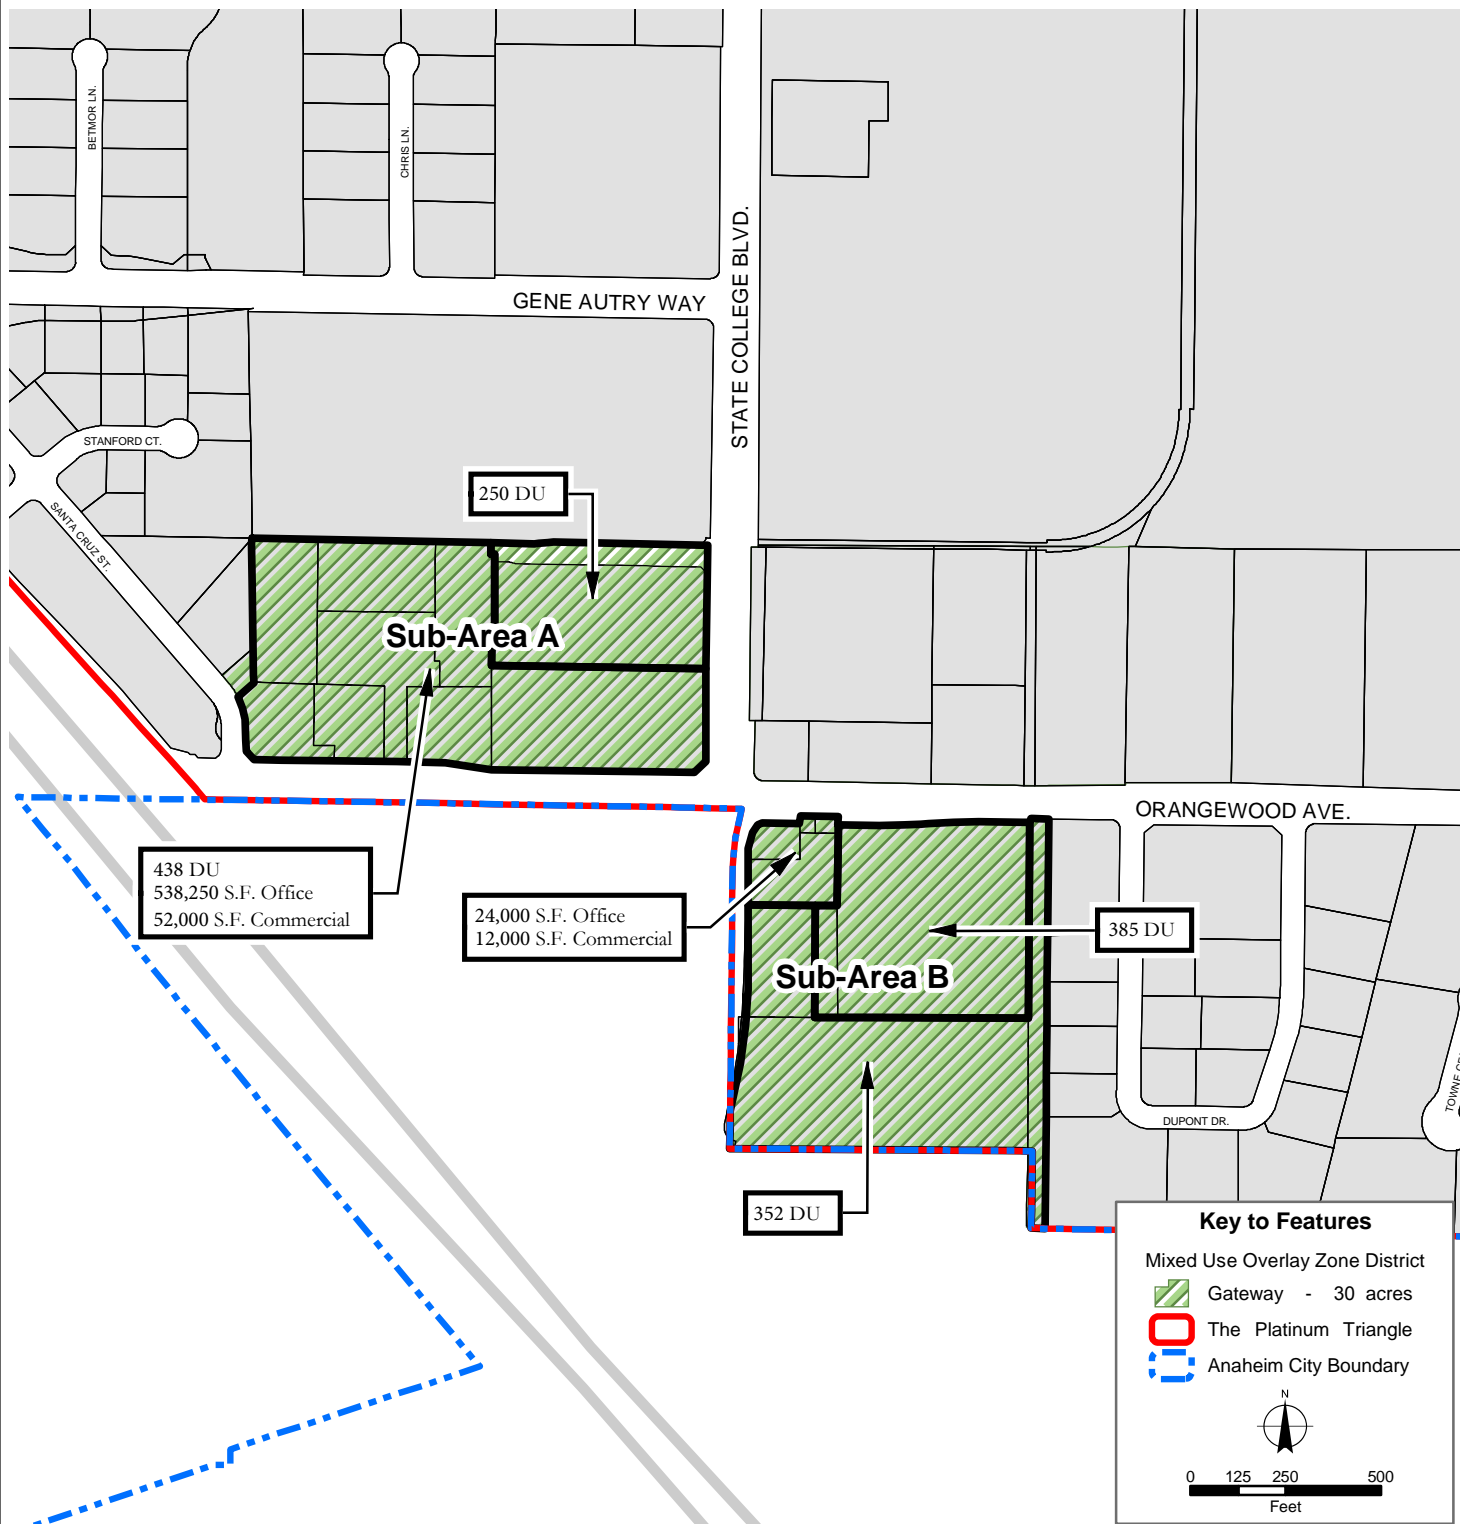 BETMOR LN.
CHRIS LN.
STATE COLLEGE BLVD.
GENE AUTRY WAY
STANFORD CT.
SANTA CRUZ ST.
250 DU
Sub-Area A
ORANGEWOOD AVE.
438 DU
538,250 S.F. Office
52,000 S.F. Commercial
24,000 S.F. Office
12,000 S.F. Commercial
385 DU
Sub-Area B
TOWNE
DUPONT DR.
352 DU
Key to Features
Mixed Use Overlay Zone District
Gateway - 30 acres
The Platinum Triangle
Anaheim City Boundary
N
0 125 250 500
Feet